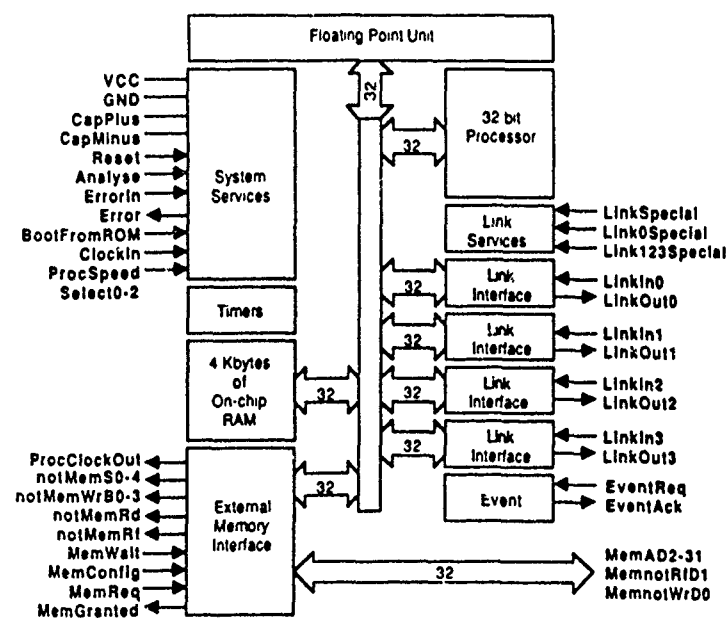 Floating Point Unit
32
VCC
GND
CapPlus
CapMinus
Reset
Analyse
ErrorIn
Error
BootFromROM
ClockIn
ProcSpeed
Select0-2
System
Services
32 bit
Processor
32
Link
Services
LinkSpecial
Link0Special
Link123Special
Timers
32
Link
Interface
LinkIn0
LinkOut0
32
Link
Interface
LinkIn1
LinkOut1
4 Kbytes
of
On-chip
RAM
32
32
Link
Interface
LinkIn2
LinkOut2
32
Link
Interface
LinkIn3
LinkOut3
ProcClockOut
notMemS0-4
notMemWrB0-3
notMemRd
notMemRf
MemWait
MemConfig
MemReq
MemGranted
External
Memory
Interface
32
Event
EventReq
EventAck
32
MemAD2-31
MemnotRfD1
MemnotWrD0